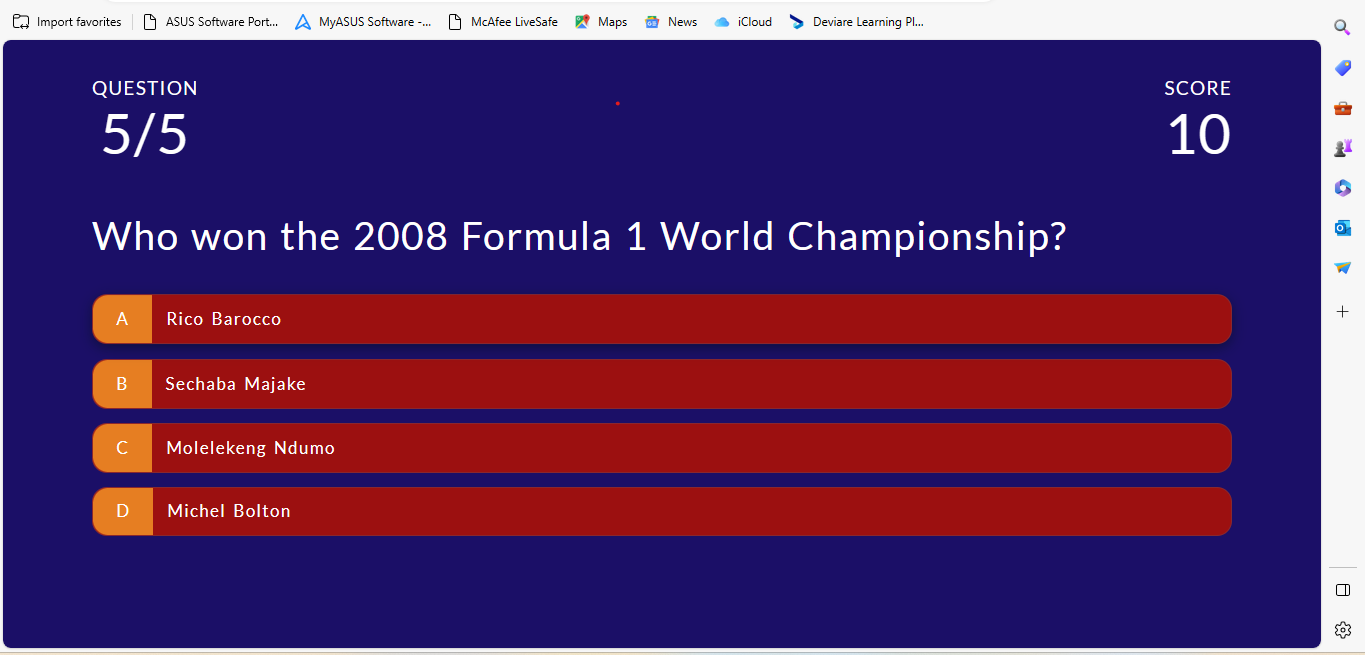 Import favorites
ASUS Software Port...
MyASUS Software -...
McAfee LiveSafe
Maps
News
iCloud
Deviare Learning Pl...
QUESTION
5/5
SCORE
10
Who won the 2008 Formula 1 World Championship?
A Rico Barocco
B Sechaba Majake
C Molelekeng Ndumo
D Michel Bolton